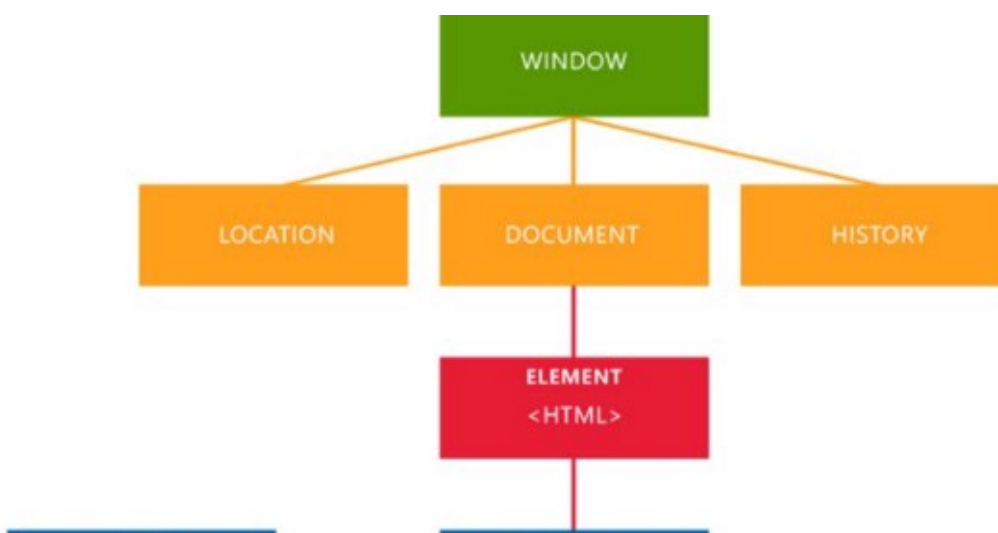 WINDOW
LOCATION
DOCUMENT
HISTORY
ELEMENT
<HTML>